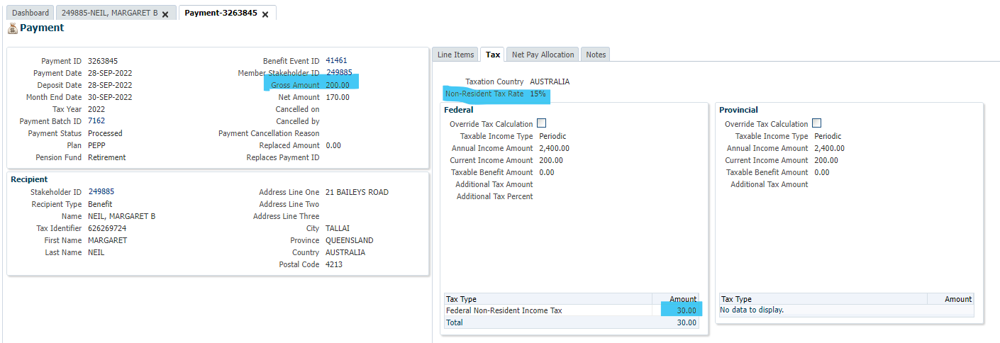 Dashboard
249885-NEIL, MARGARET B
Payment-3263845
Payment
Payment ID 3263845
Payment Date 28-SEP-2022
Deposit Date 28-SEP-2022
Month End Date 30-SEP-2022
Tax Year 2022
Payment Batch ID 7162
Payment Status Processed
Plan PEPP
Pension Fund Retirement
Benefit Event ID 41461
Member Stakeholder ID 249885
Gross Amount 200.00
Net Amount 170.00
Cancelled on
Cancelled by
Payment Cancellation Reason
Replaced Amount 0.00
Replaces Payment ID
Recipient
Stakeholder ID 249885
Recipient Type Benefit
Name NEIL, MARGARET B
Tax Identifier 626269724
First Name MARGARET
Last Name NEIL
Address Line One 21 BAILEYS ROAD
Address Line Two
Address Line Three
City TALLAI
Province QUEENSLAND
Country AUSTRALIA
Postal Code 4213
Line Items
Tax
Net Pay Allocation
Notes
Taxation Country AUSTRALIA
Non-Resident Tax Rate 15%
Federal
Override Tax Calculation
Taxable Income Type Periodic
Annual Income Amount 2,400.00
Current Income Amount 200.00
Taxable Benefit Amount 0.00
Additional Tax Amount
Additional Tax Percent
Tax Type Amount
Federal Non-Resident Income Tax 30.00
Total 30.00
Provincial
Override Tax Calculation
Taxable Income Type Periodic
Annual Income Amount 2,400.00
Current Income Amount 200.00
Taxable Benefit Amount 0.00
Additional Tax Amount
Tax Type Amount
No data to display.